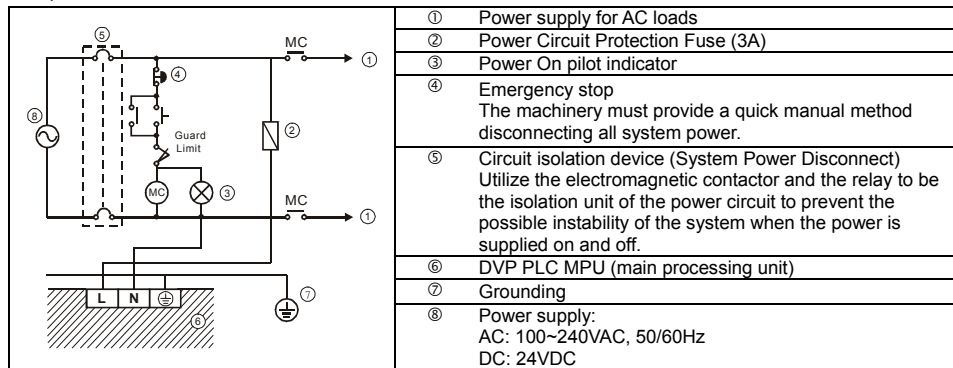 ① Power supply for AC loads
② Power Circuit Protection Fuse (3A)
③ Power On pilot indicator
④ Emergency stop
The machinery must provide a quick manual method
disconnecting all system power.
⑤ Circuit isolation device (System Power Disconnect)
Utilize the electromagnetic contactor and the relay to be
the isolation unit of the power circuit to prevent the
possible instability of the system when the power is
supplied on and off.
⑥ DVP PLC MPU (main processing unit)
⑦ Grounding
⑧ Power supply:
AC: 100~240VAC, 50/60Hz
DC: 24VDC
⑤
MC
①
④
⑧
②
Guard
Limit
MC
③
MC
①
L N
⑦
⑥